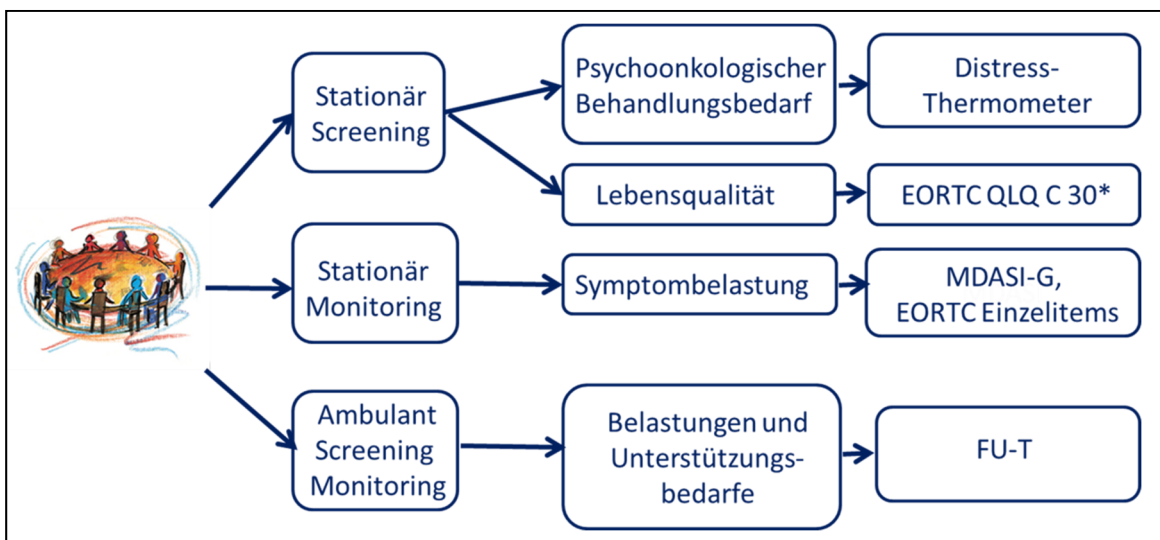 Stationär
Screening
Psychoonkologischer
Behandlungsbedarf
Distress-
Thermometer
Lebensqualität
EORTC QLQ C 30*
Stationär
Monitoring
Symptombelastung
MDASI-G,
EORTC Einzelitems
Ambulant
Screening
Monitoring
Belastungen und
Unterstützungs-
bedarfe
FU-T